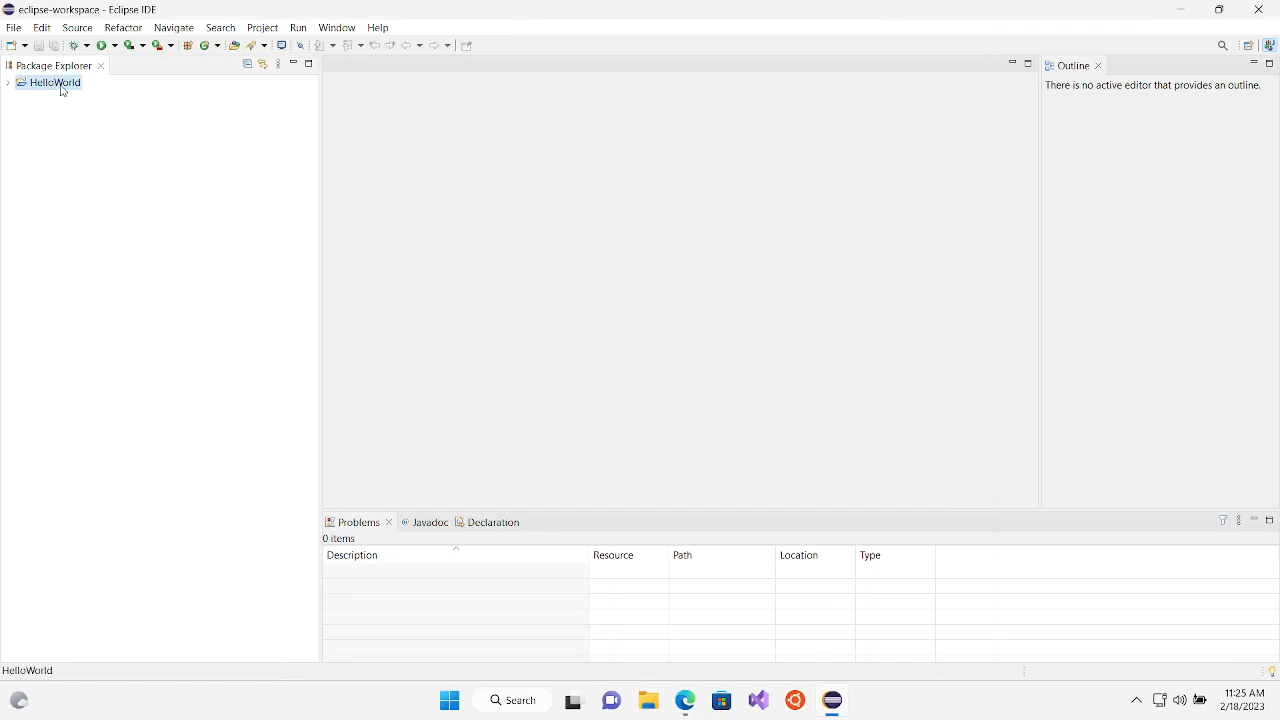 eclipse-workspace - Eclipse IDE
File Edit Source Refactor Navigate Search Project Run Window Help
Package Explorer
Outline
HelloWorld
There is no active editor that provides an outline.
Problems @ Javadoc Declaration
0 items
Description Resource Path Location Type
HelloWorld
Search
11:25 AM
2/18/2023